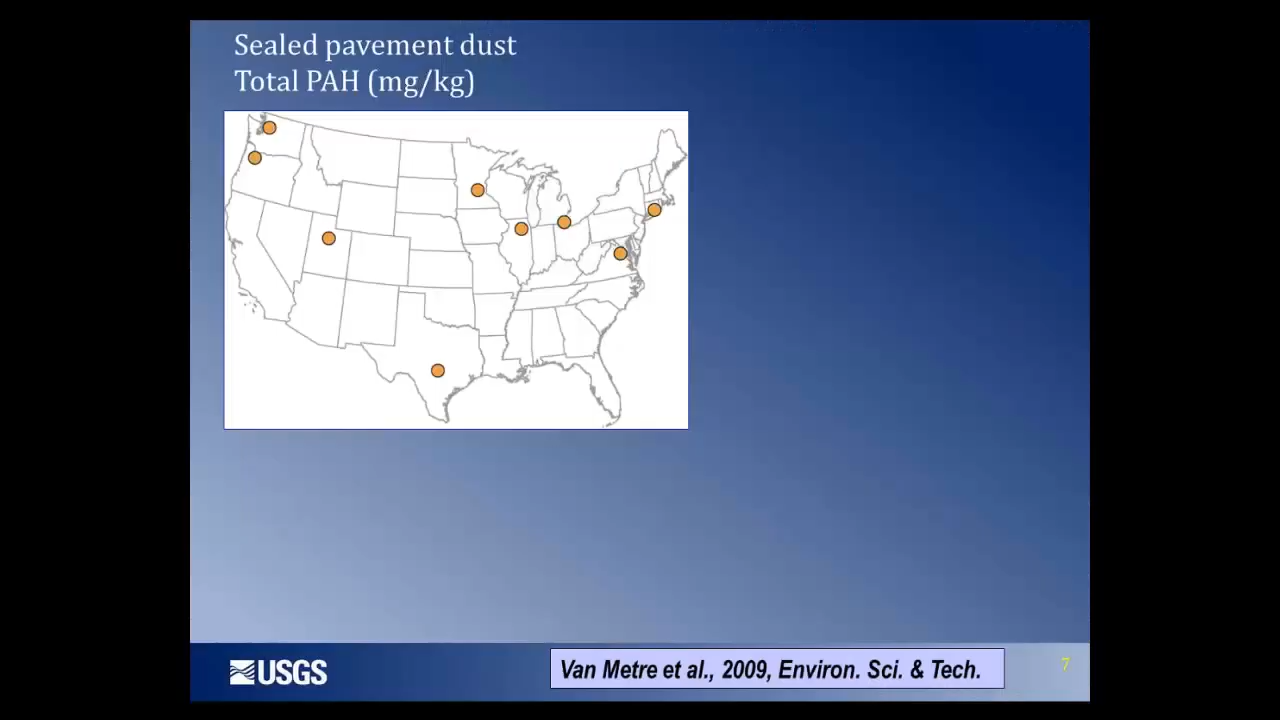 Sealed pavement dust
Total PAH (mg/kg)
USGS
Van Metre et al., 2009, Environ. Sci. & Tech.
7